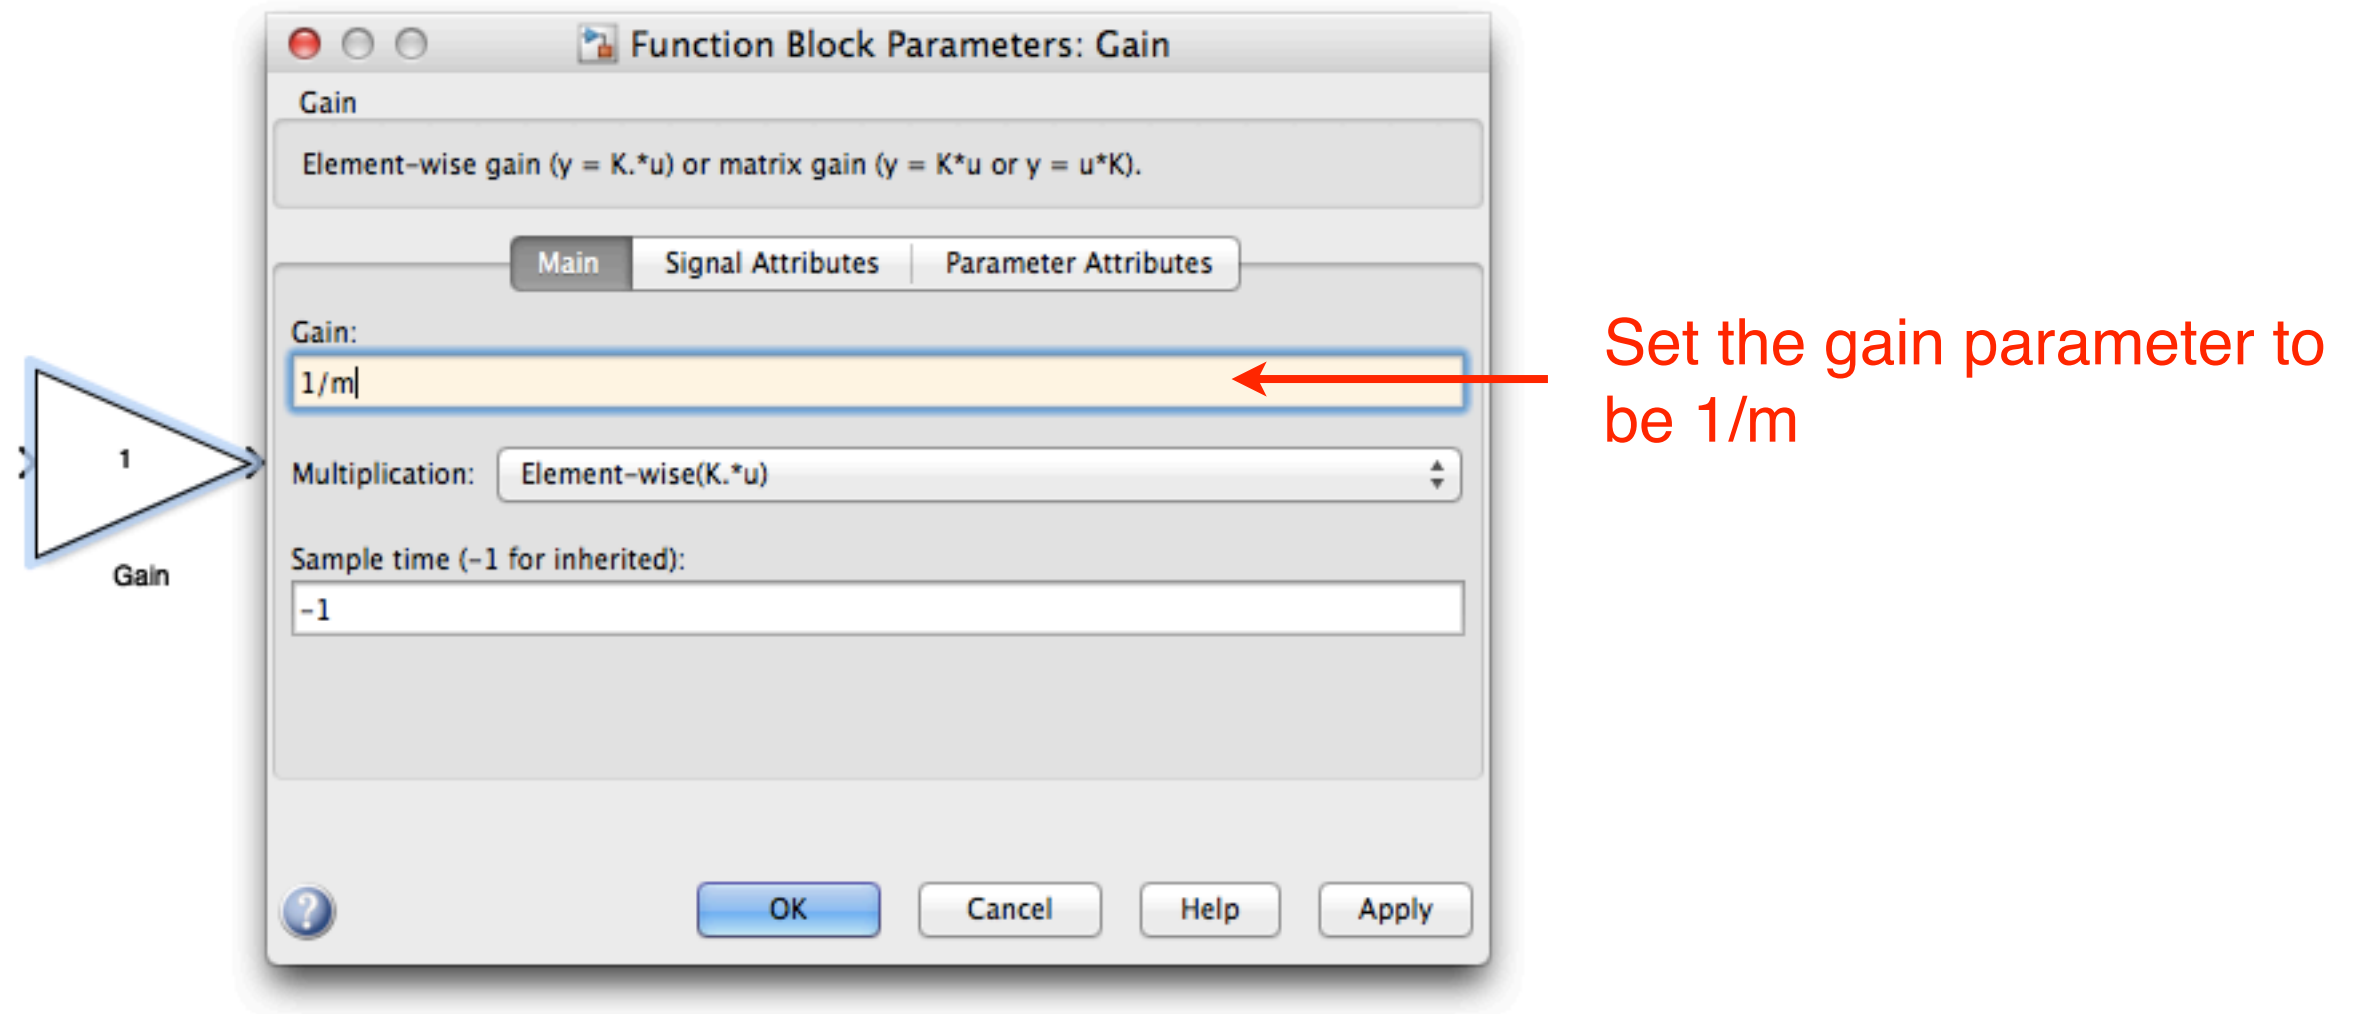 Function Block Parameters: Gain
Gain
Element-wise gain (y = K.*u) or matrix gain (y = K*u or y = u*K).
Main Signal Attributes Parameter Attributes
Gain:
1/m
Set the gain parameter to
be 1/m
1
Gain
Multiplication: Element-wise(K.*u)
Sample time (-1 for inherited):
-1
? OK Cancel Help Apply